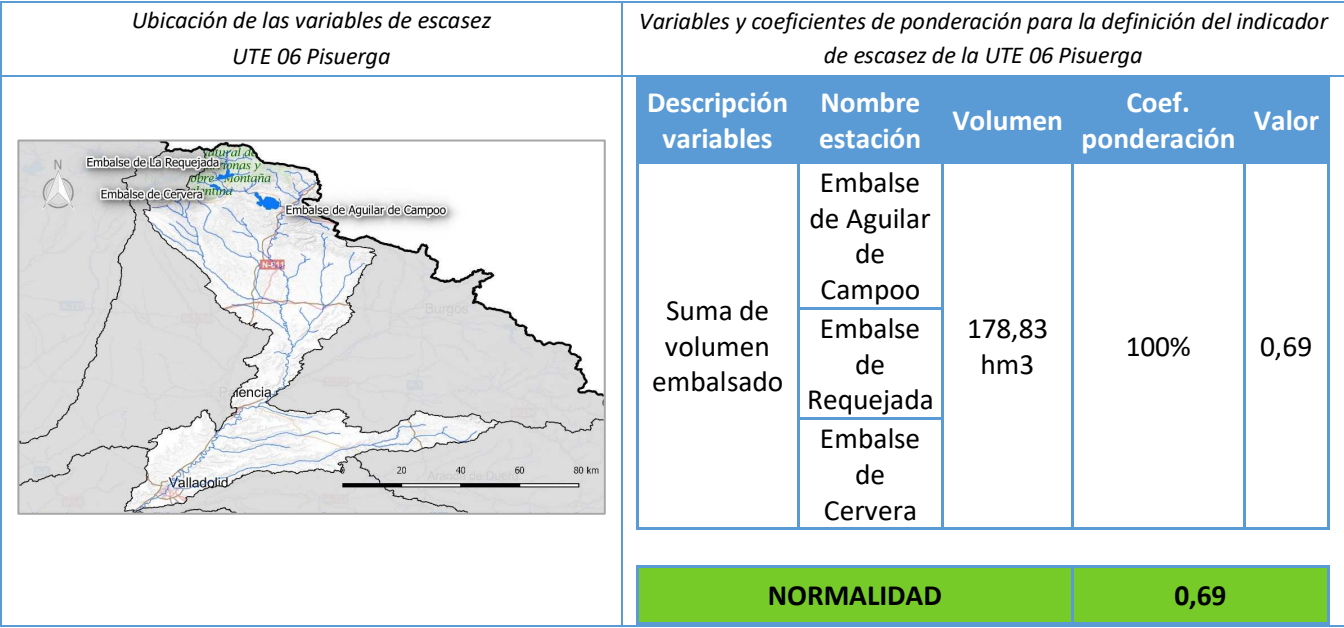 Ubicación de las variables de escasez
UTE 06 Pisuerga
Variables y coeficientes de ponderación para la definición del indicador
de escasez de la UTE 06 Pisuerga
N
Embalse de La Requejada
Embalse de Cervera
Embalse de Aguilar de Campoo
Burgos
Valladolid
20
40
60
80 km
Descripción
variables
Nombre
estación
Volumen
Coef.
ponderación
Valor
Suma de
volumen
embalsado
Embalse
de Aguilar
de
Campoo
Embalse
de
Requejada
Embalse
de
Cervera
178,83
hm3
100%
0,69
NORMALIDAD
0,69